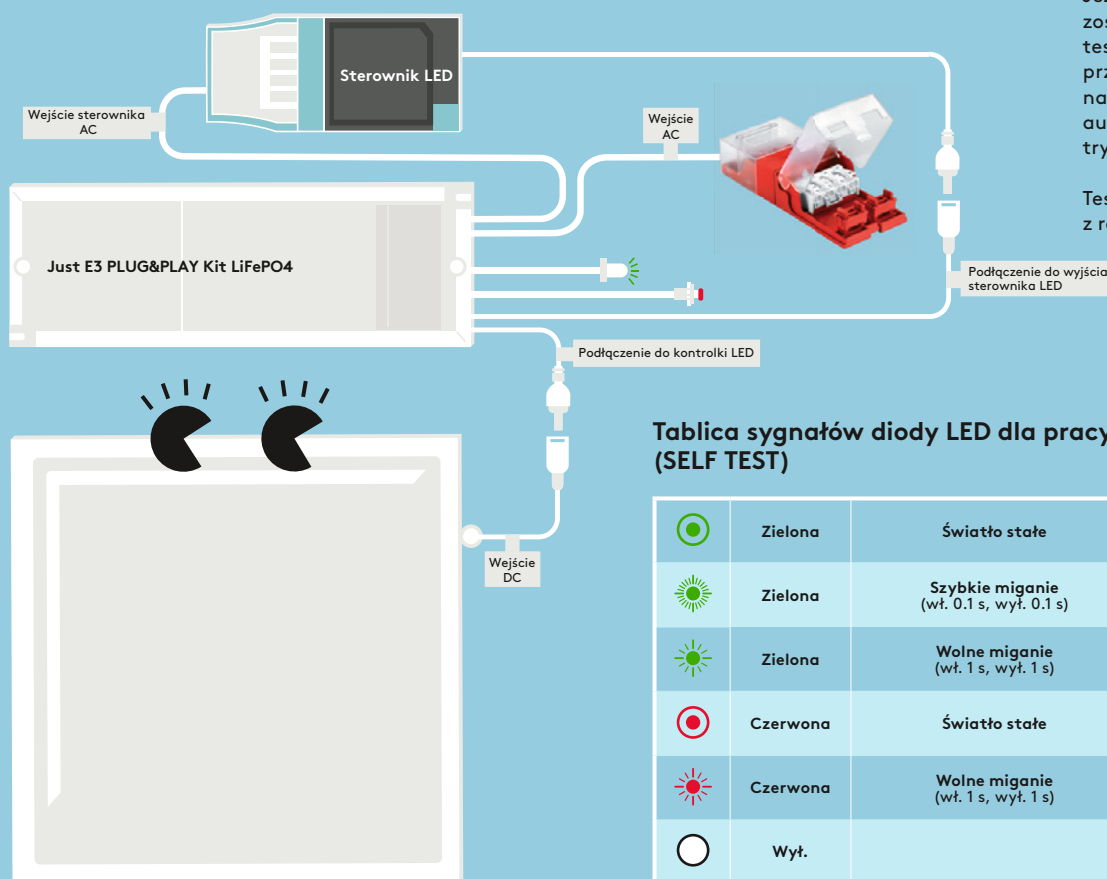 Sterownik LED
Wejście sterownika
AC
Wejście
AC
Just E3 PLUG&PLAY Kit LiFePO4
z r
Podłączenie do wyjścia
sterownika LED
Podłączenie do kontrolki LED
Wejście
DC
Tablica sygnałów diody LED dla pracy
(SELF TEST)
Zielona Światło stałe
Zielona Szybkie miganie
(wł. 0.1 s, wył. 0.1 s)
Zielona Wolne miganie
(wł. 1 s, wył. 1 s)
Czerwona Światło stałe
Czerwona Wolne miganie
(wł. 1 s, wył. 1 s)
Wył.